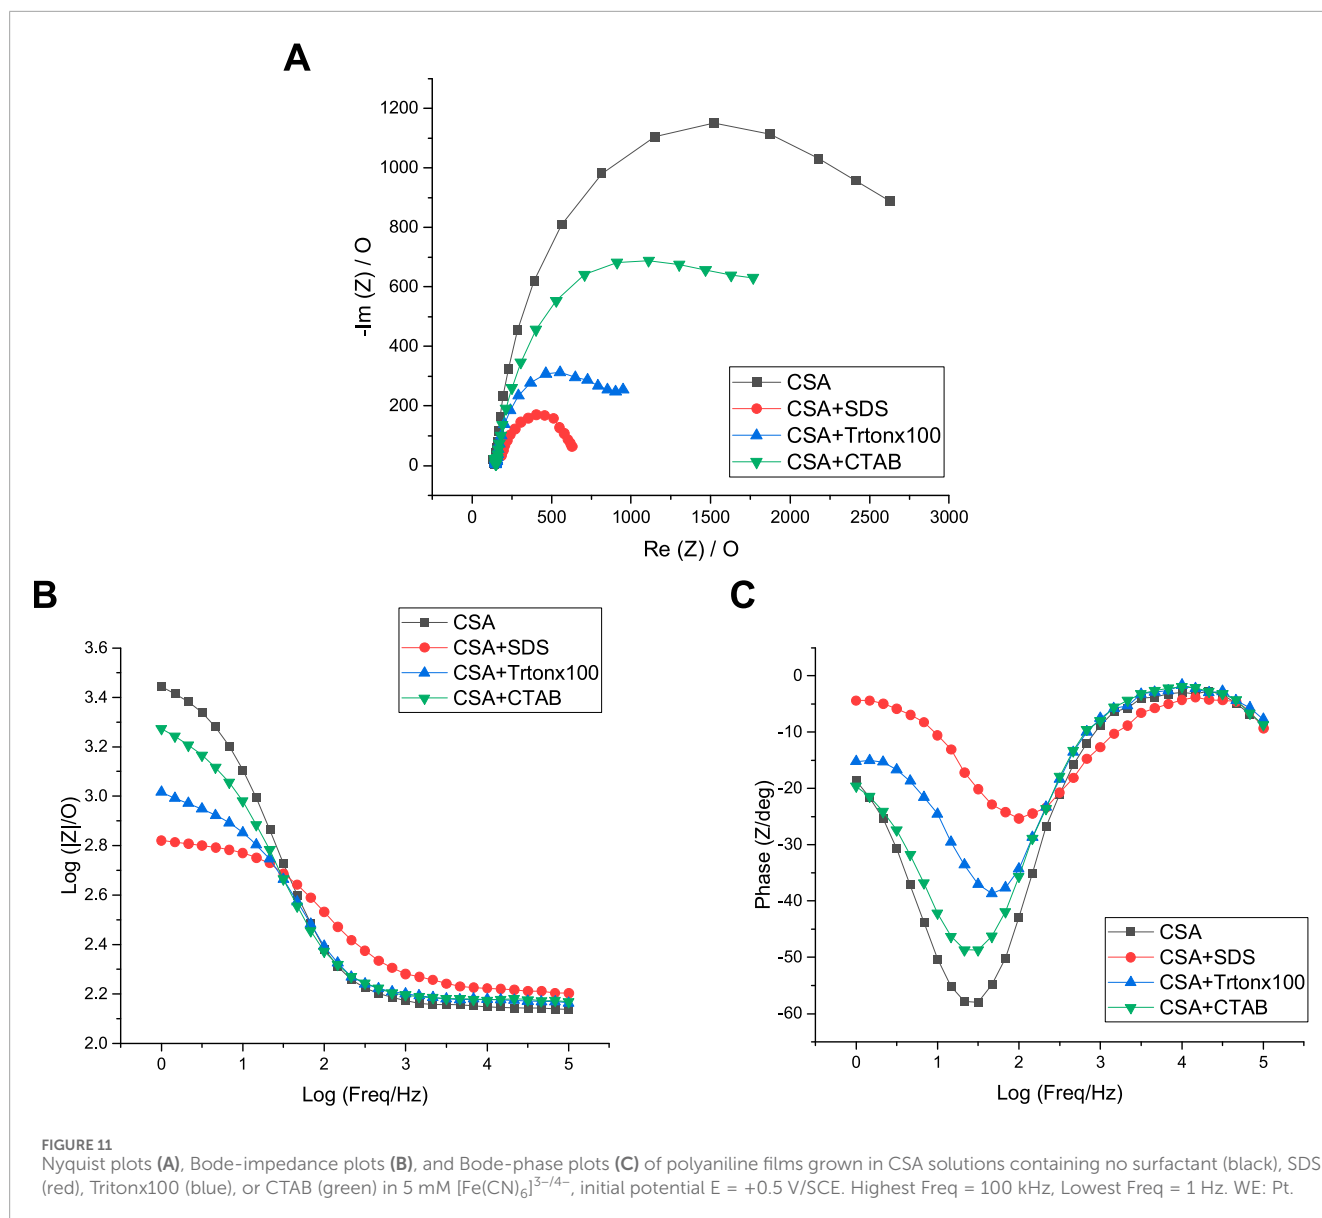 A
1200
1000
800
600
400
200
0
-Im (Z) / O
0 500 1000 1500 2000 2500 3000
Re (Z) / O
CSA
CSA+SDS
CSA+Trtonx100
CSA+CTAB
B
3.6
3.4
3.2
3.0
2.8
2.6
2.4
2.2
2.0
Log (|Z|/O)
0 1 2 3 4 5
Log (Freq/Hz)
CSA
CSA+SDS
CSA+Trtonx100
CSA+CTAB
C
0
-10
-20
-30
-40
-50
-60
Phase (Z/deg)
0 1 2 3 4 5
Log (Freq/Hz)
CSA
CSA+SDS
CSA+Trtonx100
CSA+CTAB
FIGURE 11
Nyquist plots (A), Bode-impedance plots (B), and Bode-phase plots (C) of polyaniline films grown in CSA solutions containing no surfactant (black), SDS
(red), Tritonx100 (blue), or CTAB (green) in 5 mM [Fe(CN)₆]³⁻/⁴⁻, initial potential E = +0.5 V/SCE. Highest Freq = 100 kHz, Lowest Freq = 1 Hz. WE: Pt.